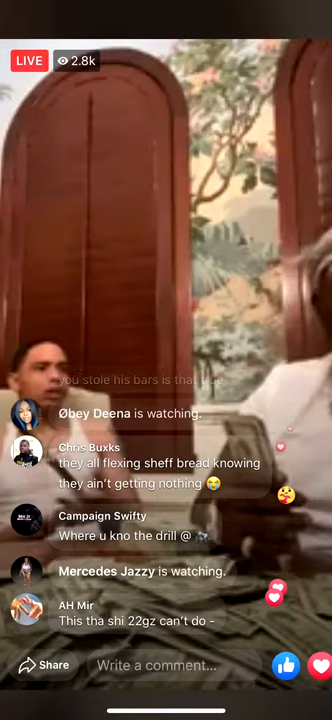 LIVE 2.8k
you stole his bars is that true
Øbey Deena is watching.
Chris Buxks
they all flexing sheff bread knowing
they ain't getting nothing 😭
Campaign Swifty
Where u kno the drill @
Mercedes Jazzy is watching.
AH Mir
This tha shi 22gz can't do -
Share Write a comment...